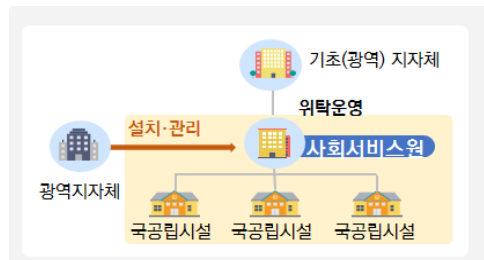 기초(광역) 지자체
위탁운영
설치·관리
사회서비스원
광역지자체
국공립시설 국공립시설 국공립시설